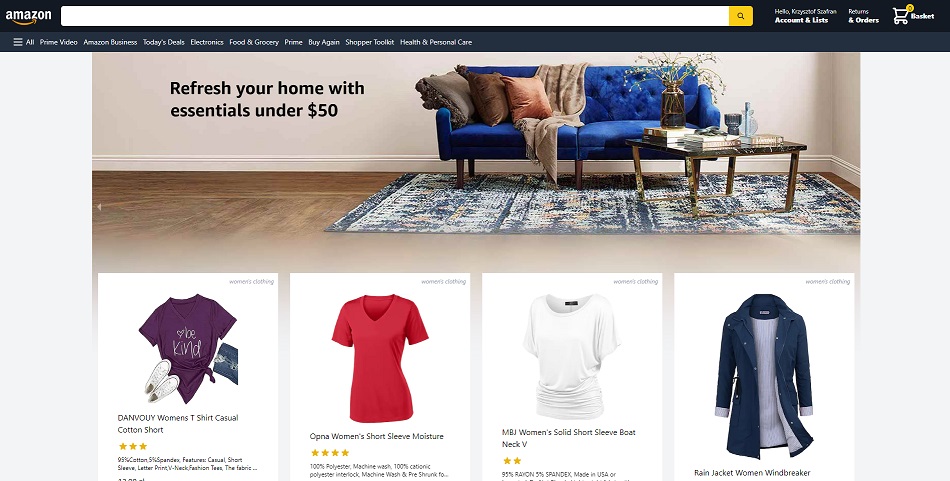 amazon
Hello, Krzysztof Szafran
Account & Lists
Returns
& Orders
0
Basket
All Prime Video Amazon Business Today's Deals Electronics Food & Grocery Prime Buy Again Shopper Toolkit Health & Personal Care
Refresh your home with
essentials under $50
women's clothing
be
kind
DANVOUY Womens T Shirt Casual
Cotton Short
95%Cotton,5%Spandex, Features: Casual, Short
Sleeve, Letter Print,V-Neck,Fashion Tees, The fabric ...
women's clothing
Opna Women's Short Sleeve Moisture
100% Polyester, Machine wash, 100% cationic
polyester interlock, Machine Wash & Pre Shrunk fo...
women's clothing
MBJ Women's Solid Short Sleeve Boat
Neck V
95% RAYON 5% SPANDEX, Made in USA or
women's clothing
Rain Jacket Women Windbreaker